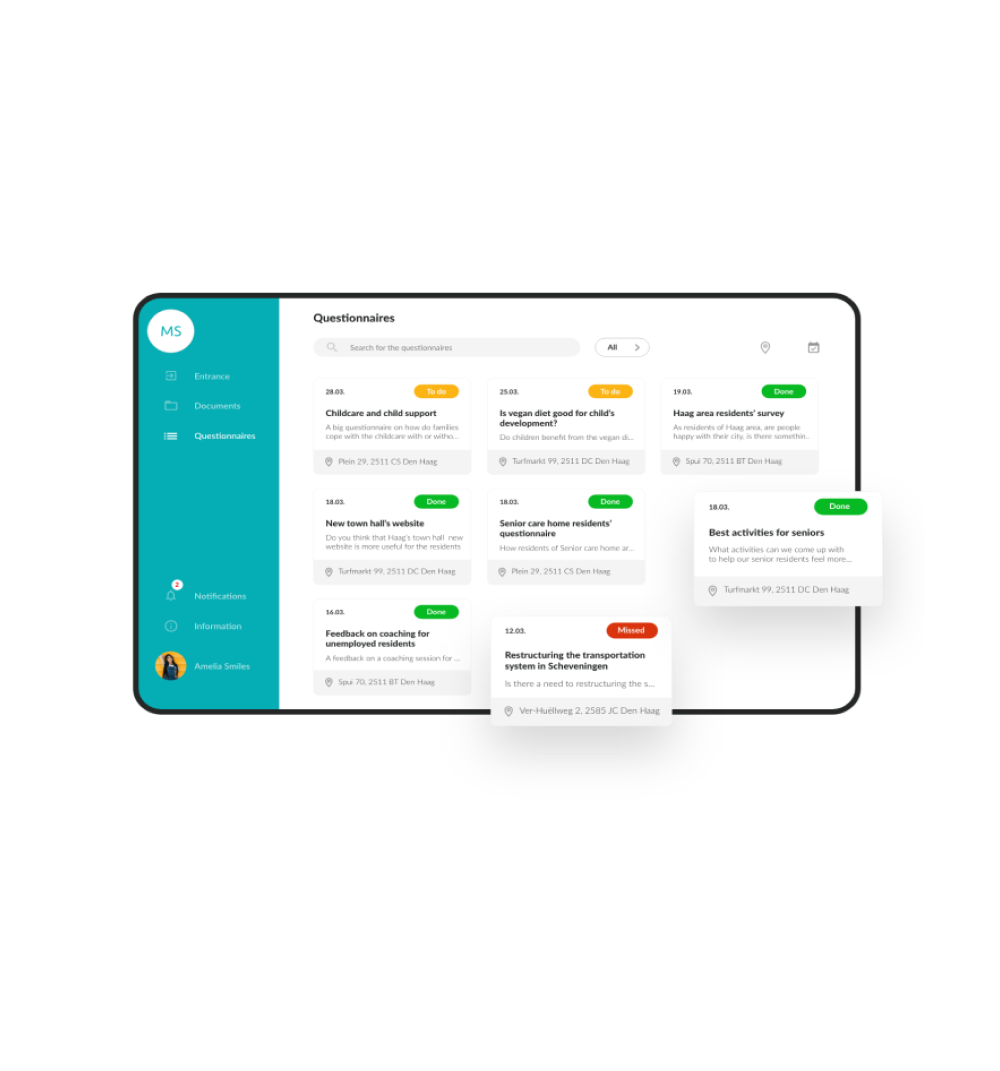 MS
Entrance
Documents
Questionnaires
2
Notifications
Information
Amelia Smiles
Questionnaires
Search for the questionnaires
All
28.03.
To do
Childcare and child support
A big questionnaire on how do families
cope with the childcare with or witho...
Plein 29, 2511 CS Den Haag
25.03.
To do
Is vegan diet good for child's
development?
Do children benefit from the vegan di...
Turfmarkt 99, 2511 DC Den Haag
19.03.
Done
Haag area residents' survey
As residents of Haag area, are people
happy with their city, is there somethin..
Spui 70, 2511 BT Den Haag
18.03.
Done
New town hall's website
Do you think that Haag's town hall new
website is more useful for the residents
Turfmarkt 99, 2511 DC Den Haag
18.03.
Done
Senior care home residents'
questionnaire
How residents of Senior care home ar...
Plein 29, 2511 CS Den Haag
18.03.
Done
Best activities for seniors
What activities can we come up with
to help our senior residents feel more...
Turfmarkt 99, 2511 DC Den Haag
16.03.
Done
Feedback on coaching for
unemployed residents
A feedback on a coaching session for ...
Spui 70, 2511 BT Den Haag
12.03.
Missed
Restructuring the transportation
system in Scheveningen
Is there a need to restructuring the s...
Ver-Huëllweg 2, 2585 JC Den Haag